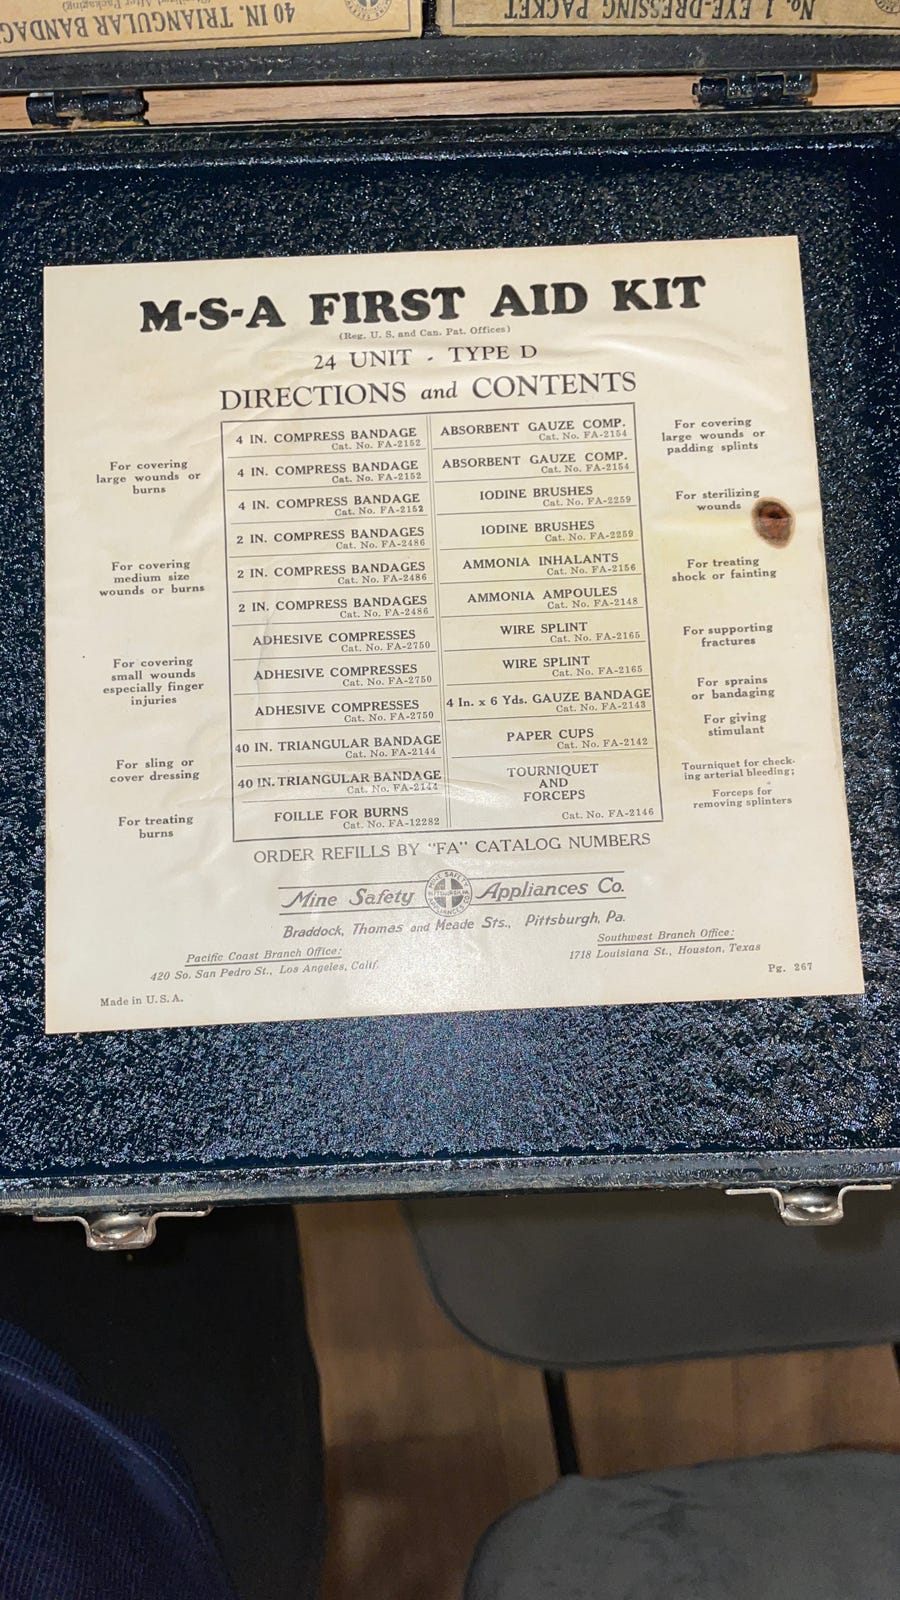 40 IN. TRIANGULAR BANDAG
No. 1 EYE-DRESSING PACKET
M-S-A FIRST AID KIT
(Reg. U. S. and Can. Pat. Offices)
24 UNIT - TYPE D
DIRECTIONS and CONTENTS
For covering
large wounds or
burns
For covering
medium size
wounds or burns
For covering
small wounds
especially finger
injuries
For sling or
cover dressing
For treating
burns
4 IN. COMPRESS BANDAGE
Cat. No. FA-2152
4 IN. COMPRESS BANDAGE
Cat. No. FA-2152
4 IN. COMPRESS BANDAGE
Cat. No. FA-2152
2 IN. COMPRESS BANDAGES
Cat. No. FA-2486
2 IN. COMPRESS BANDAGES
Cat. No. FA-2486
2 IN. COMPRESS BANDAGES
Cat. No. FA-2486
ADHESIVE COMPRESSES
Cat. No. FA-2750
ADHESIVE COMPRESSES
Cat. No. FA-2750
ADHESIVE COMPRESSES
Cat. No. FA-2750
40 IN. TRIANGULAR BANDAGE
Cat. No. FA-2144
40 IN. TRIANGULAR BANDAGE
Cat. No. FA-2144
FOILLE FOR BURNS
Cat. No. FA-12282
ABSORBENT GAUZE COMP.
Cat. No. FA-2154
ABSORBENT GAUZE COMP.
Cat. No. FA-2154
IODINE BRUSHES
Cat. No. FA-2259
IODINE BRUSHES
Cat. No. FA-2259
AMMONIA INHALANTS
Cat. No. FA-2156
AMMONIA AMPOULES
Cat. No. FA-2148
WIRE SPLINT
Cat. No. FA-2165
WIRE SPLINT
Cat. No. FA-2165
4 In. x 6 Yds. GAUZE BANDAGE
Cat. No. FA-2143
PAPER CUPS
Cat. No. FA-2142
TOURNIQUET
AND
FORCEPS
Cat. No. FA-2146
For covering
large wounds or
padding splints
For sterilizing
wounds
For treating
shock or fainting
For supporting
fractures
For sprains
or bandaging
For giving
stimulant
Tourniquet for check-
ing arterial bleeding;
Forceps for
removing splinters
ORDER REFILLS BY "FA" CATALOG NUMBERS
Mine Safety Appliances Co.
Braddock, Thomas and Meade Sts., Pittsburgh, Pa.
Pacific Coast Branch Office:
420 So. San Pedro St., Los Angeles, Calif.
Southwest Branch Office:
1718 Louisiana St., Houston, Texas
Pg. 267
Made in U.S.A.